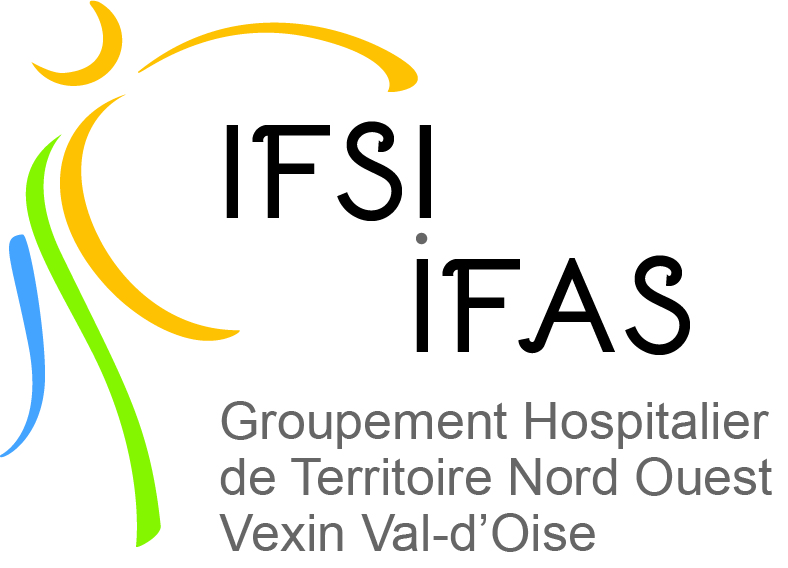 IFSI
IFAS
Groupement Hospitalier
de Territoire Nord Ouest
Vexin Val-d’Oise